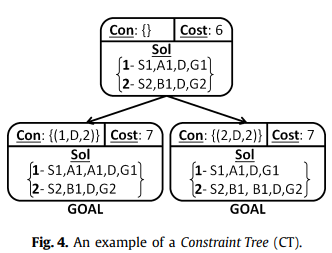 Con: {} Cost: 6
Sol
1- S1,A1,D,G1
2- S2,B1,D,G2
Con: {(1,D,2)} Cost: 7
Sol
1- S1,A1,A1,D,G1
2- S2,B1,D,G2
GOAL
Con: {(2,D,2)} Cost: 7
Sol
1- S1,A1,D,G1
2- S2,B1, B1,D,G2
GOAL
Fig. 4. An example of a Constraint Tree (CT).